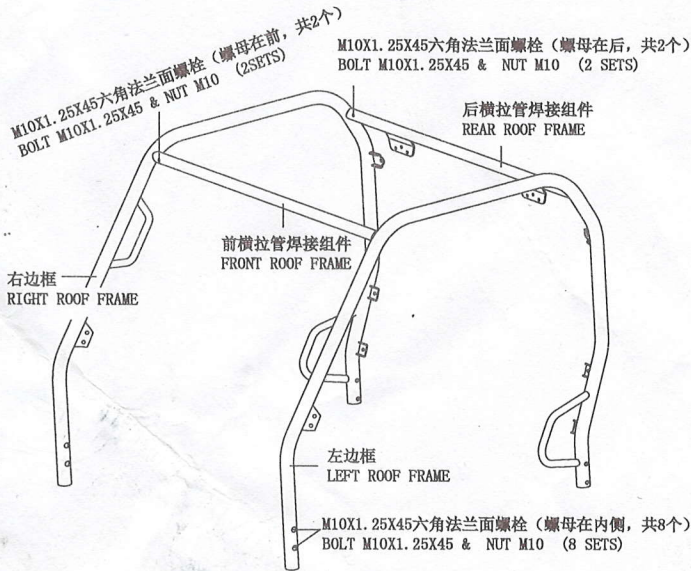 M10X1.25X45六角法兰面螺栓（螺母在前，共2个）
BOLT M10X1.25X45 & NUT M10 (2SETS)
M10X1.25X45六角法兰面螺栓（螺母在后，共2个）
BOLT M10X1.25X45 & NUT M10 (2 SETS)
后横拉管焊接组件
REAR ROOF FRAME
前横拉管焊接组件
FRONT ROOF FRAME
右边框
RIGHT ROOF FRAME
左边框
LEFT ROOF FRAME
M10X1.25X45六角法兰面螺栓（螺母在内侧，共8个）
BOLT M10X1.25X45 & NUT M10 (8 SETS)